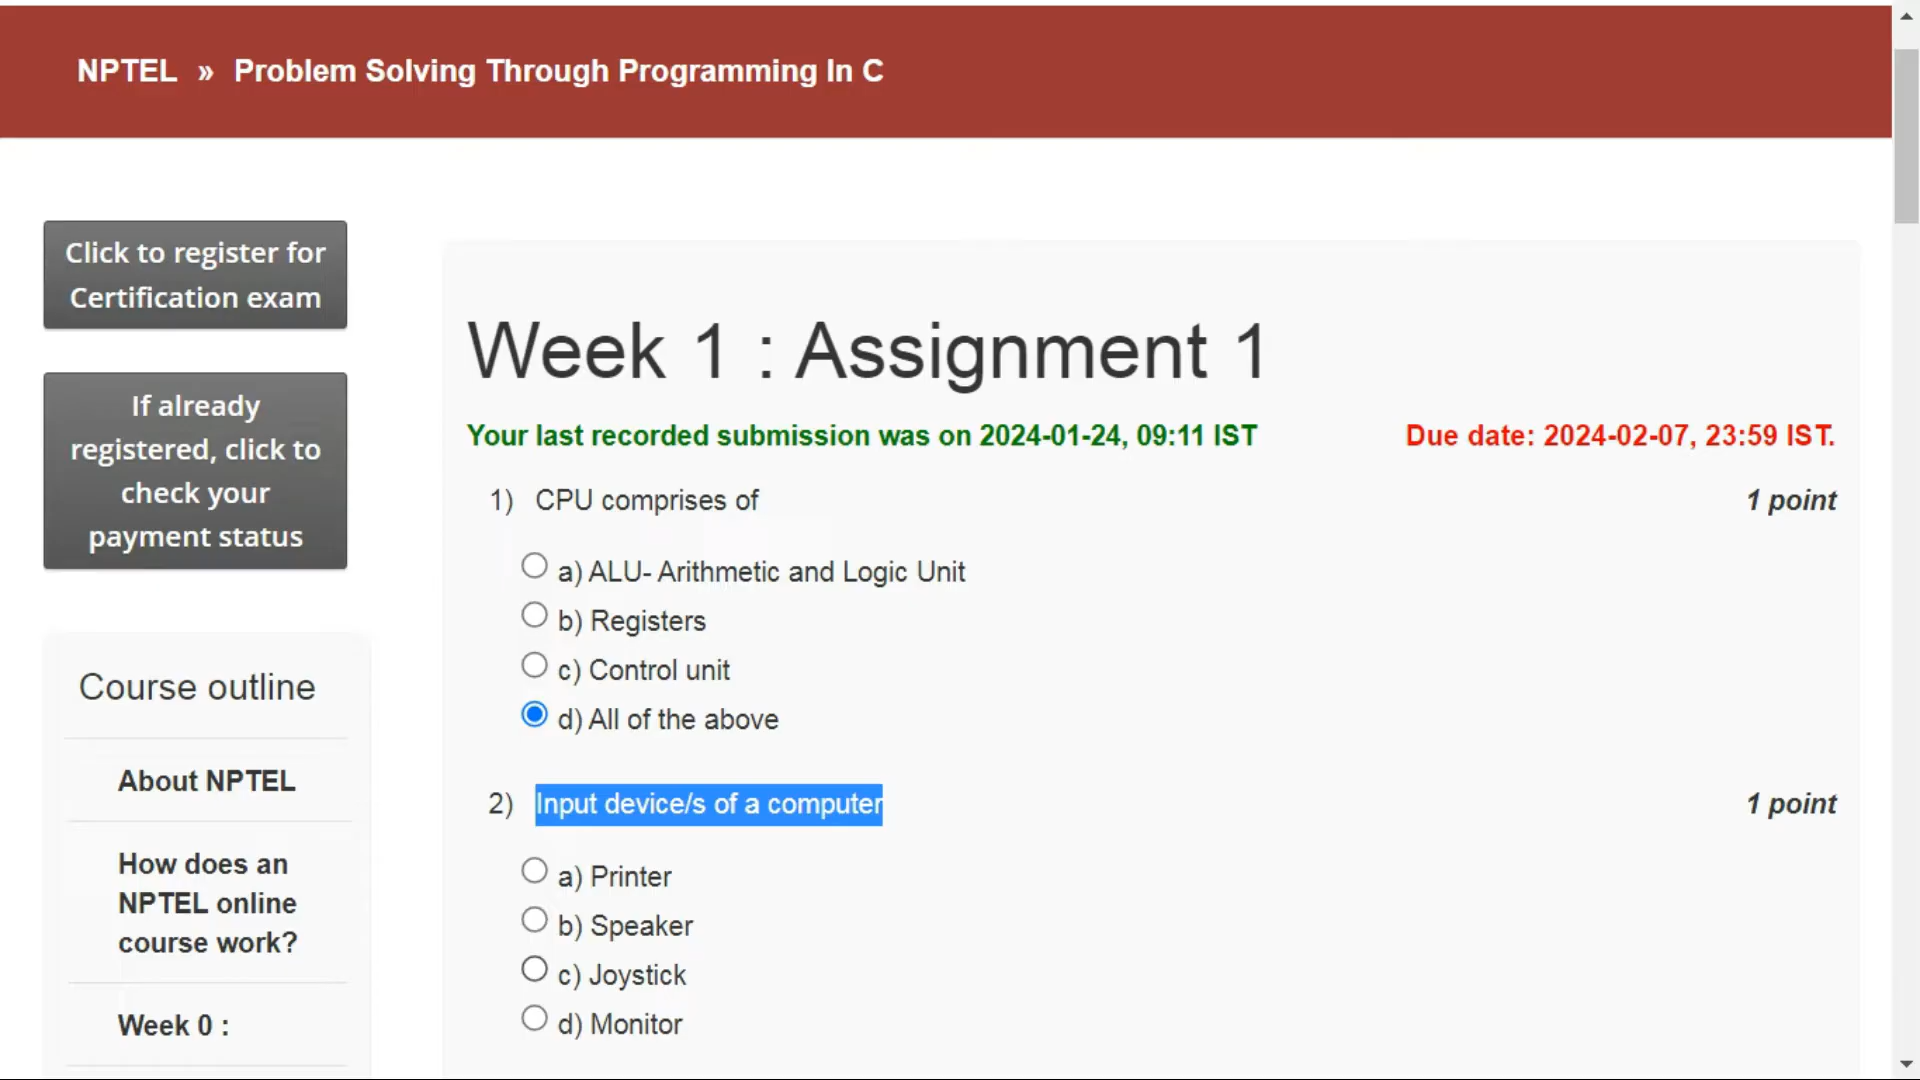 NPTEL » Problem Solving Through Programming In C
Click to register for
Certification exam
If already
registered, click to
check your
payment status
Course outline
About NPTEL
How does an
NPTEL online
course work?
Week 0 :
Week 1 : Assignment 1
Your last recorded submission was on 2024-01-24, 09:11 IST Due date: 2024-02-07, 23:59 IST.
1) CPU comprises of 1 point
a) ALU- Arithmetic and Logic Unit
b) Registers
c) Control unit
d) All of the above
2) Input device/s of a computer 1 point
a) Printer
b) Speaker
c) Joystick
d) Monitor